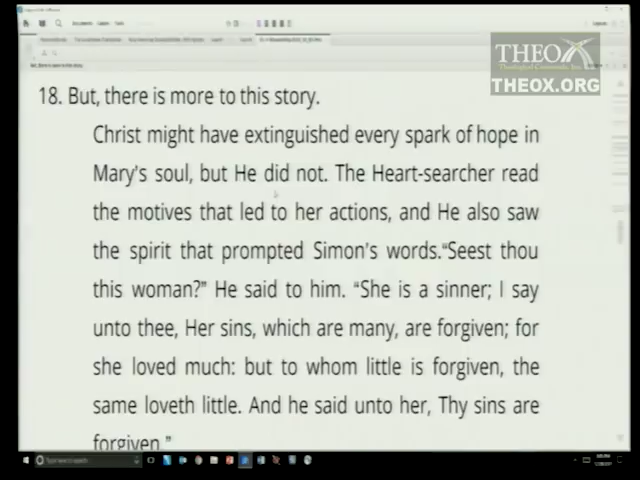 THEOX
THEOX.ORG
18. But, there is more to this story.
Christ might have extinguished every spark of hope in
Mary's soul, but He did not. The Heart-searcher read
the motives that led to her actions, and He also saw
the spirit that prompted Simon's words."Seest thou
this woman?" He said to him. "She is a sinner; I say
unto thee, Her sins, which are many, are forgiven; for
she loved much: but to whom little is forgiven, the
same loveth little. And he said unto her, Thy sins are
forgiven."